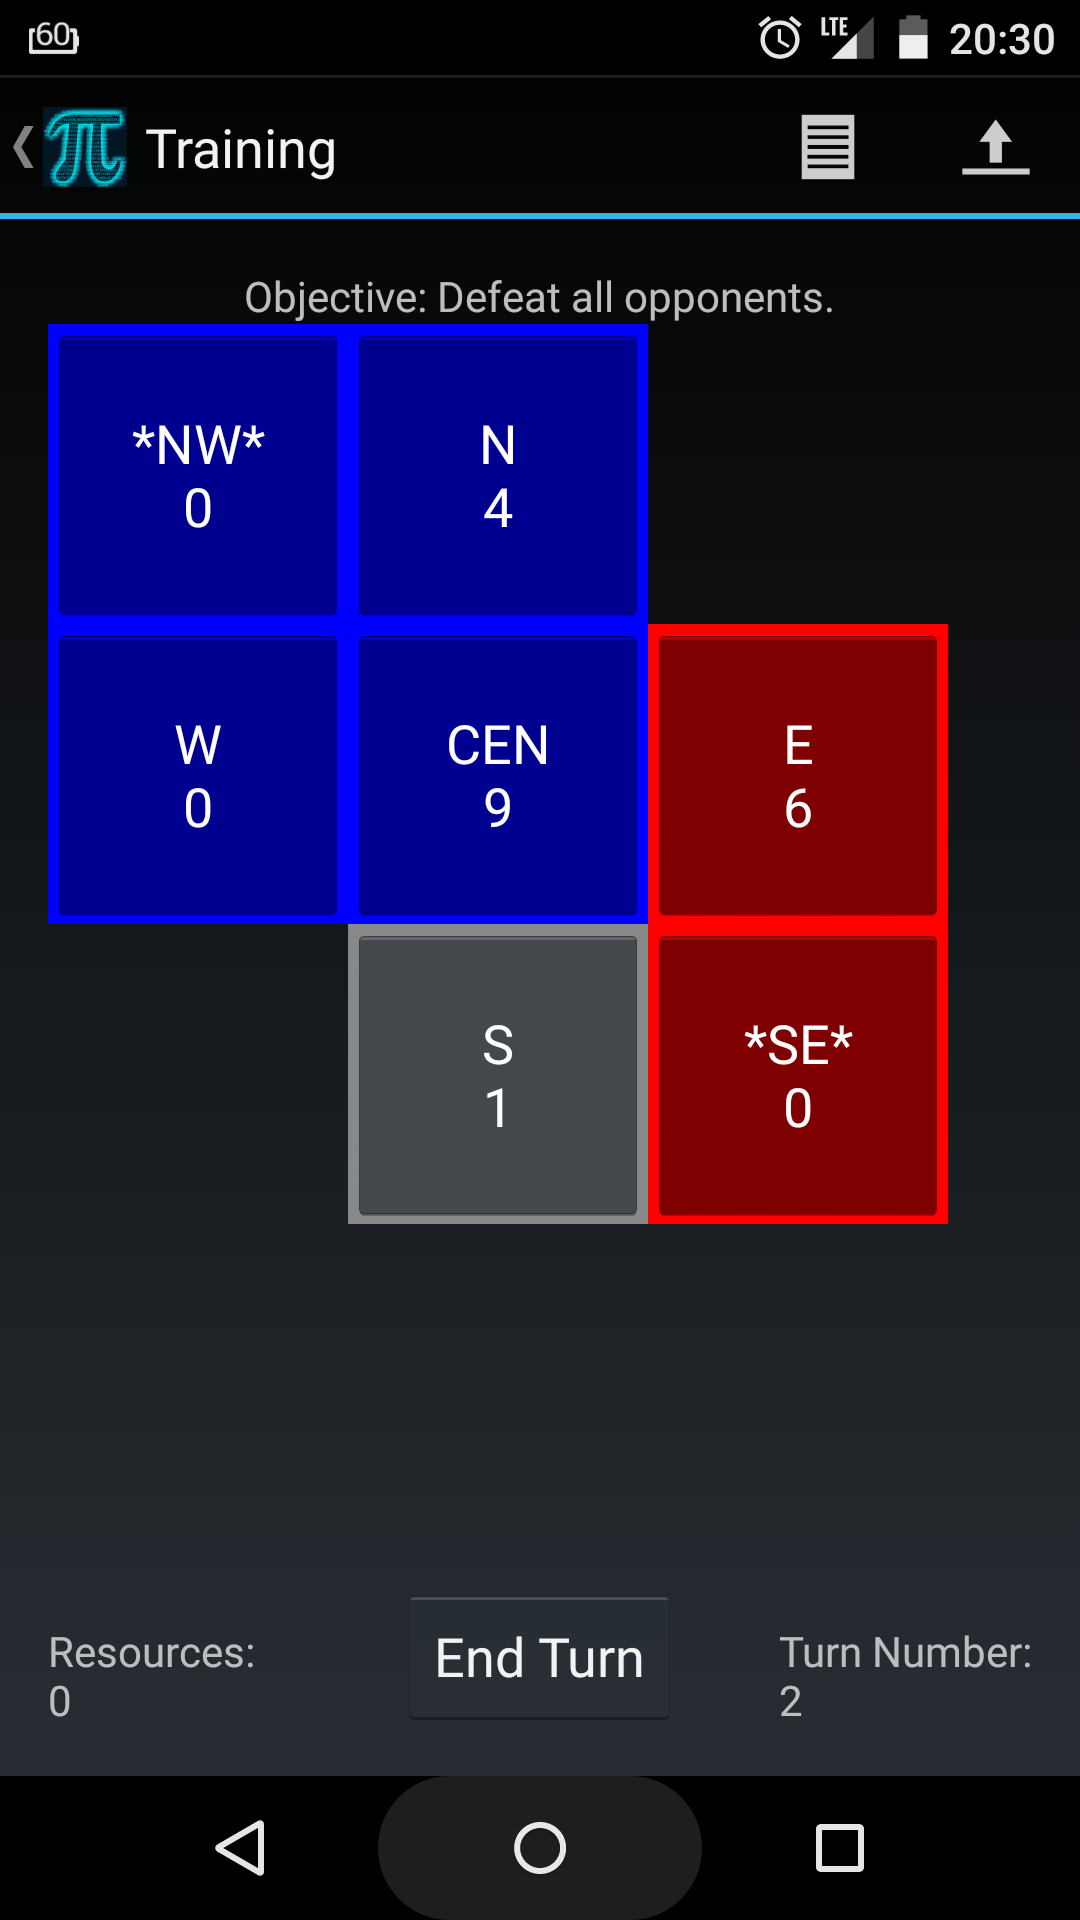 60
LTE
20:30
π Training
Objective: Defeat all opponents.
*NW*
0
N
4
W
0
CEN
9
E
6
S
1
*SE*
0
Resources:
0
End Turn
Turn Number:
2